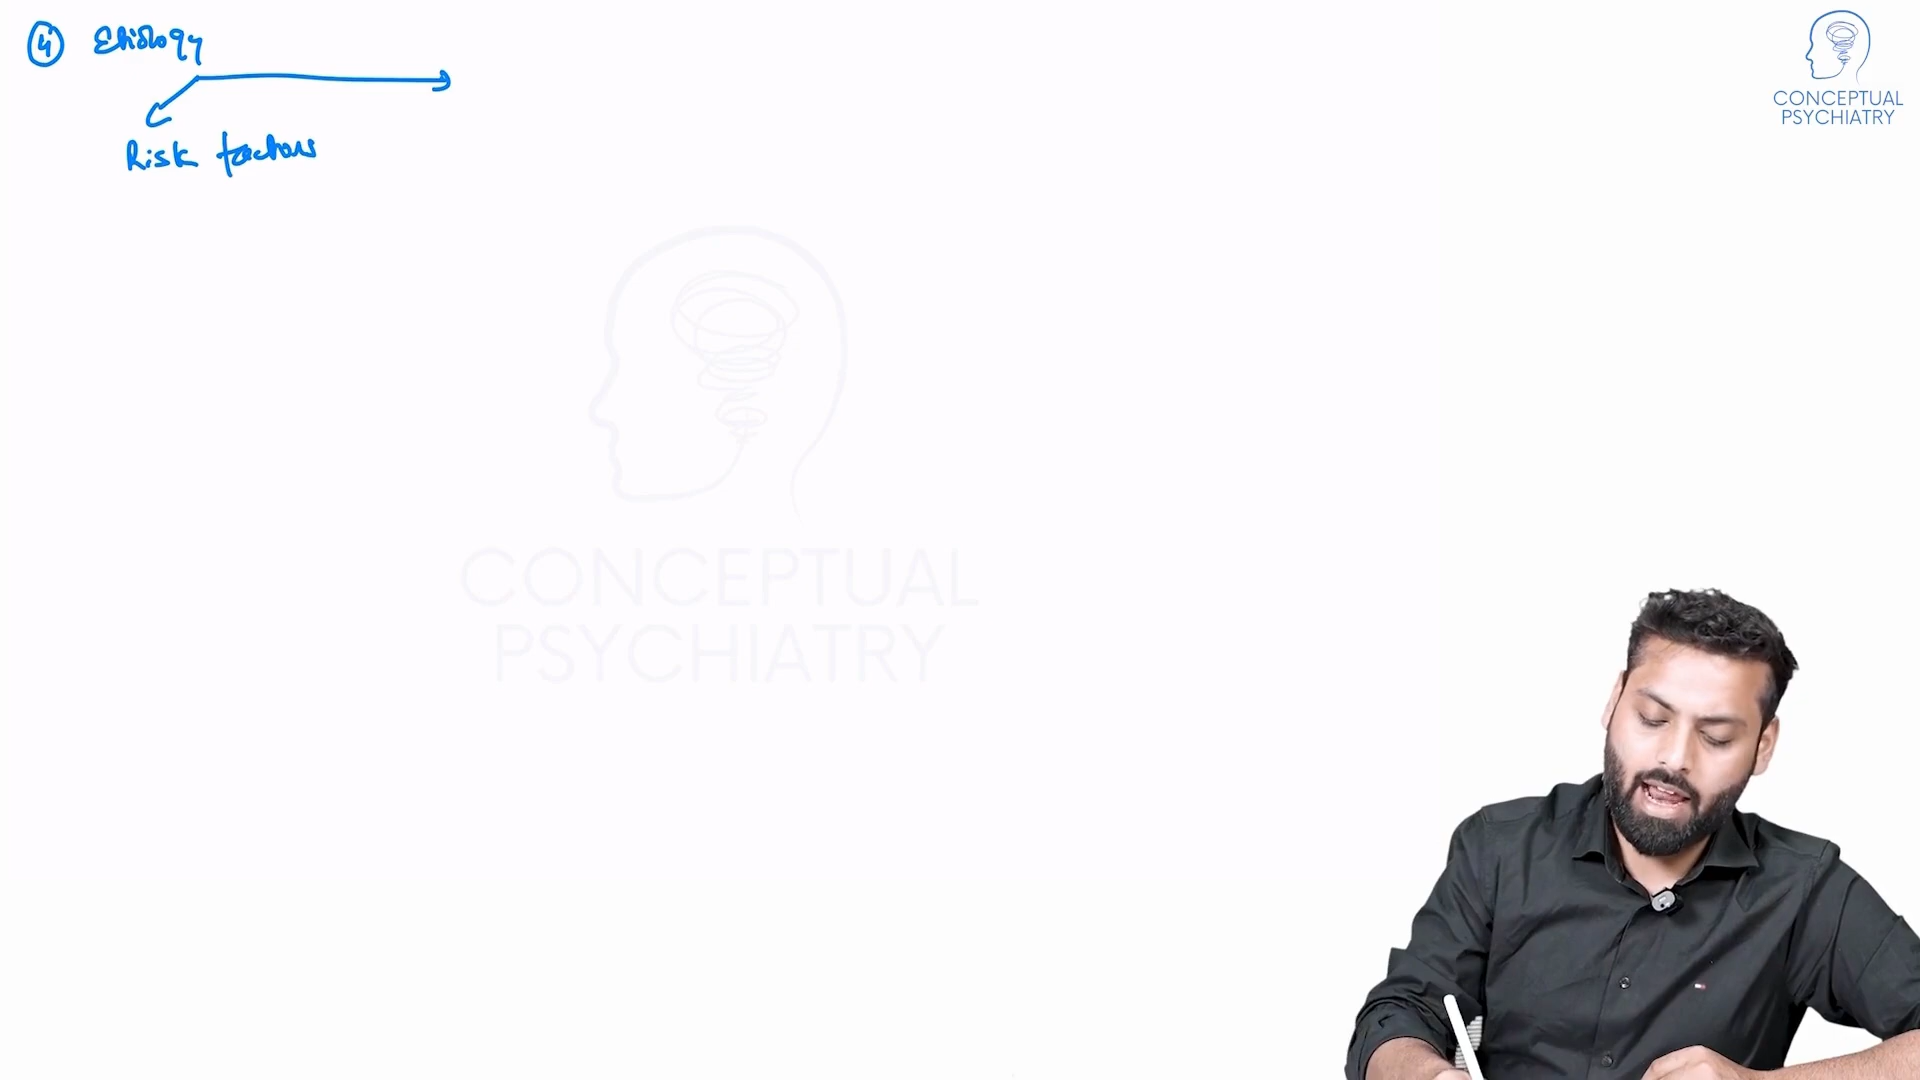 4 Etiology
Risk factors
CONCEPTUAL
PSYCHIATRY
CONCEPTUAL
PSYCHIATRY